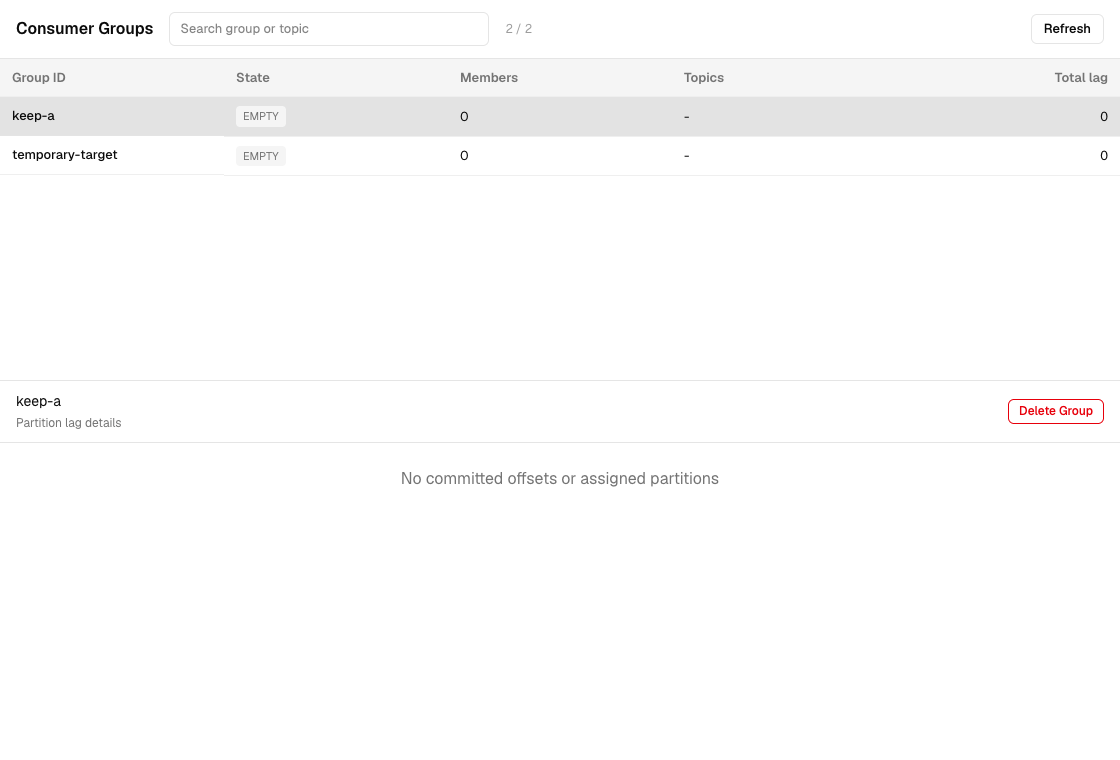 Consumer Groups
Search group or topic
2 / 2
Refresh
Group ID State Members Topics Total lag
keep-a EMPTY 0 - 0
temporary-target EMPTY 0 - 0
keep-a
Partition lag details
Delete Group
No committed offsets or assigned partitions